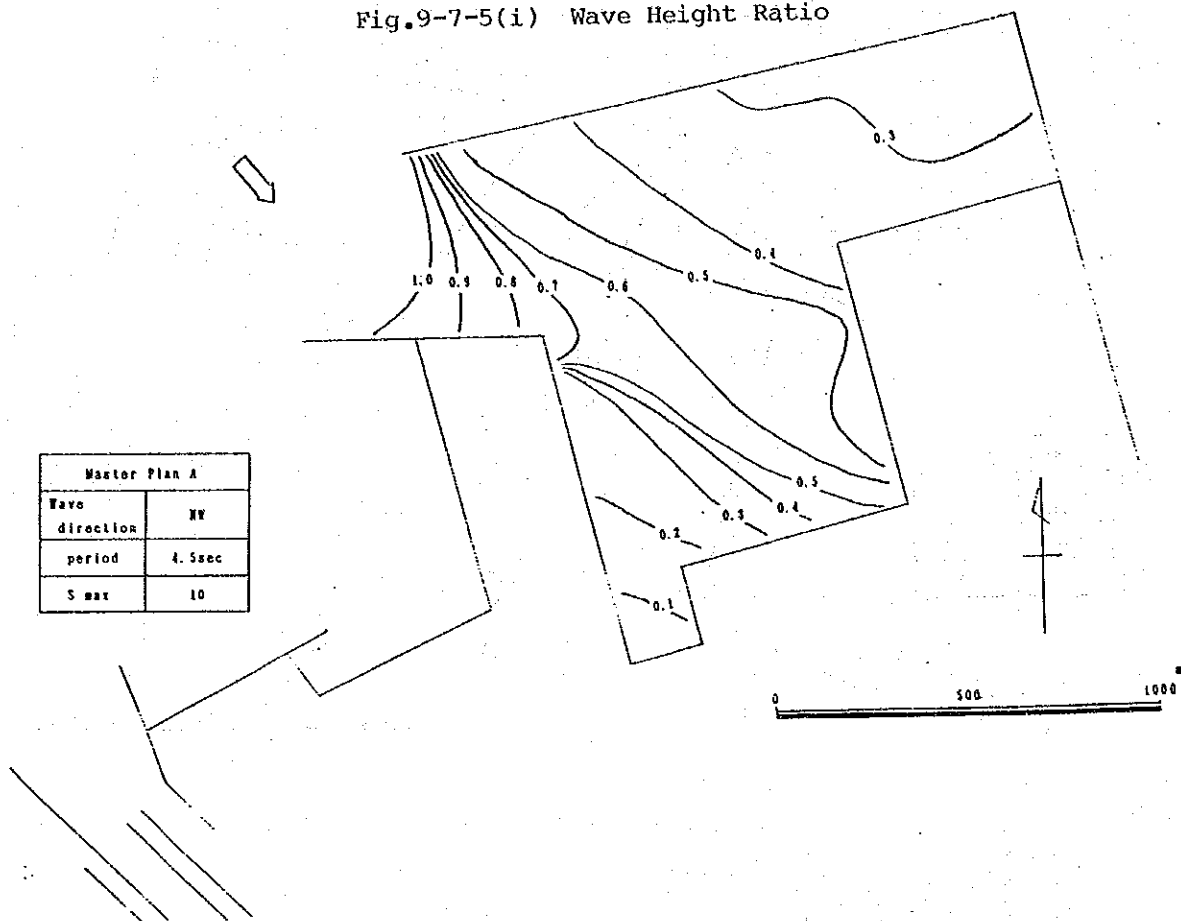 Fig.9-7-5(i) Wave Height Ratio
0.3
0.4
0.5
1.0 0.9 0.8 0.7 0.6
Master Plan A
Wave direction NW
period 4.5sec
S max 10
0.5
0.4
0.3
0.2
0.1
0 500 1000 m